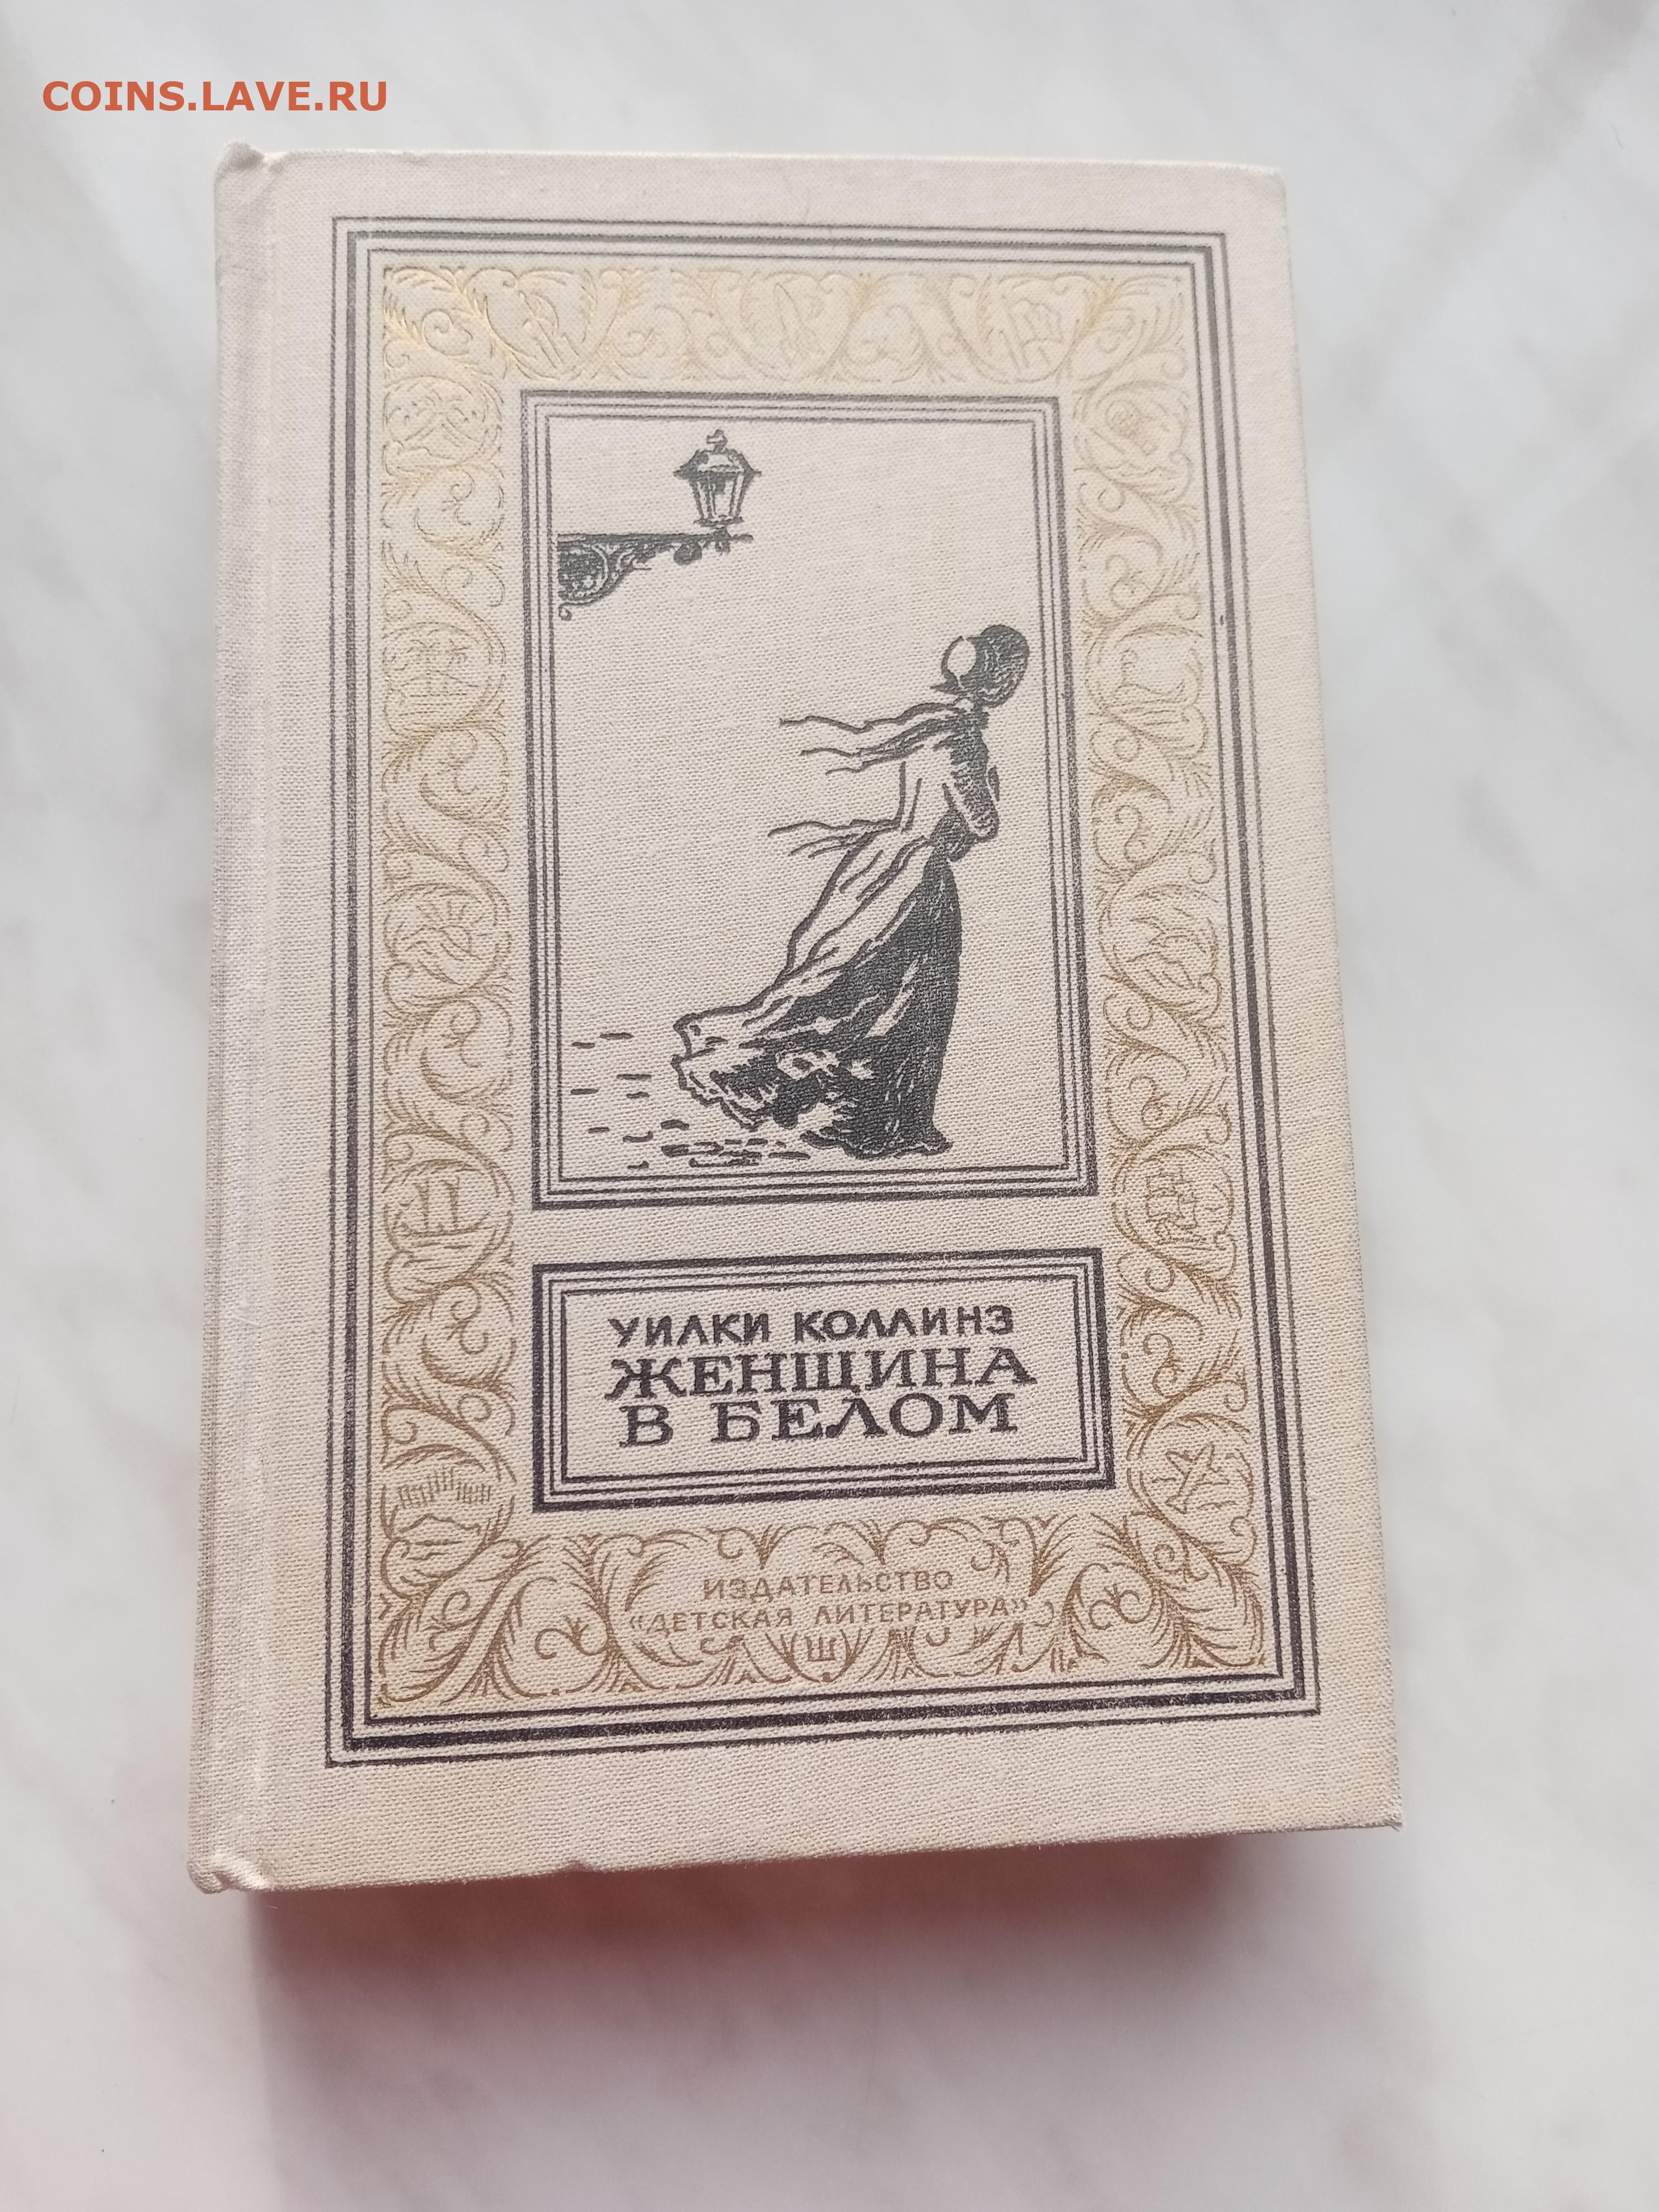 COINS.LAVE.RU
УИЛКИ КОЛЛИНЗ
ЖЕНЩИНА
В БЕЛОМ
ИЗДАТЕЛЬСТВО
«ДЕТСКАЯ ЛИТЕРАТУРА»
Ш